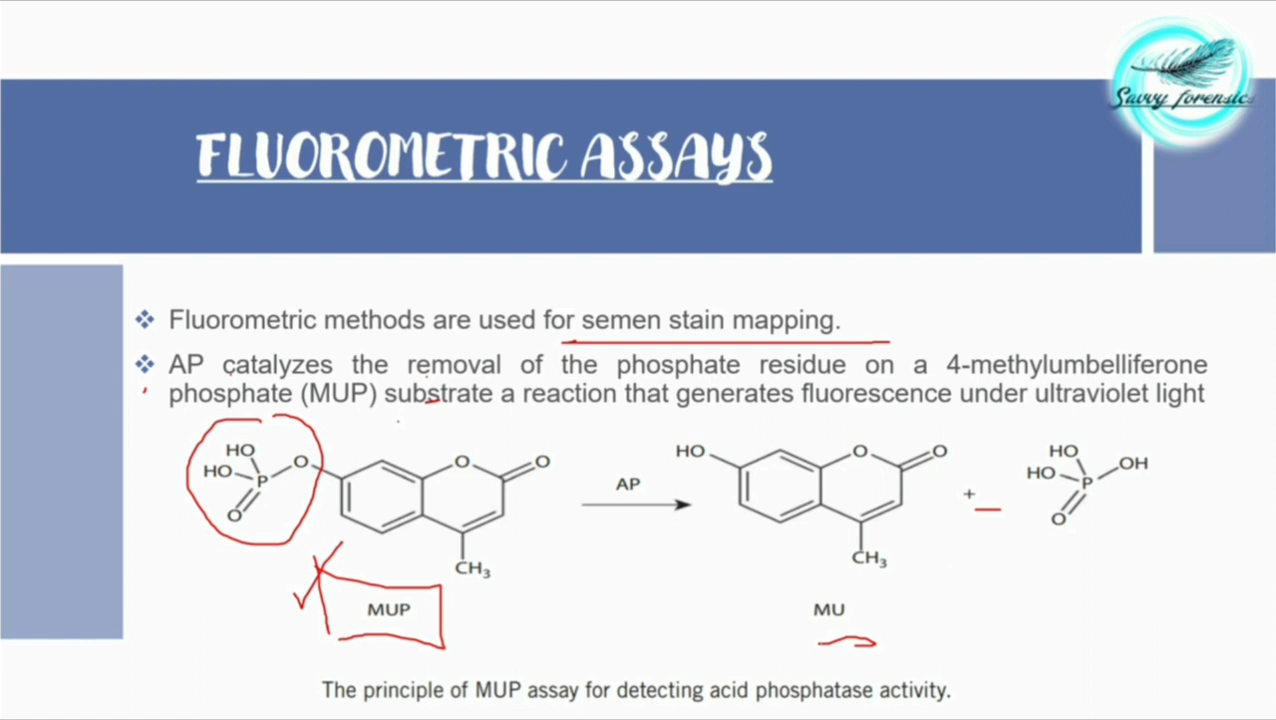 Savvy forensics
FLUOROMETRIC ASSAYS
Fluorometric methods are used for semen stain mapping.
AP catalyzes the removal of the phosphate residue on a 4-methylumbelliferone
phosphate (MUP) substrate a reaction that generates fluorescence under ultraviolet light
HO
HO
P
O
O
O
O
CH₃
AP
HO
O
O
CH₃
+
HO
HO
P
OH
O
MUP
MU
The principle of MUP assay for detecting acid phosphatase activity.